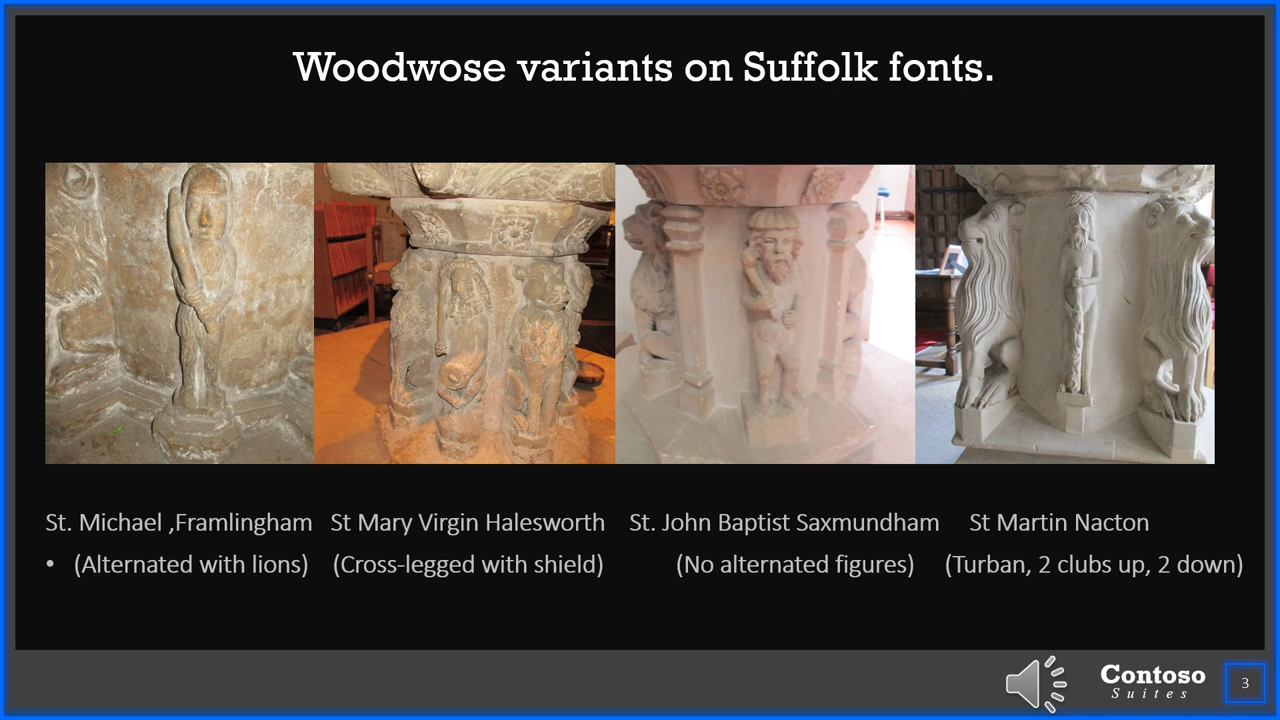 Woodwose variants on Suffolk fonts.
St. Michael ,Framlingham St Mary Virgin Halesworth St. John Baptist Saxmundham St Martin Nacton
• (Alternated with lions) (Cross-legged with shield) (No alternated figures) (Turban, 2 clubs up, 2 down)
Contoso
Suites
3